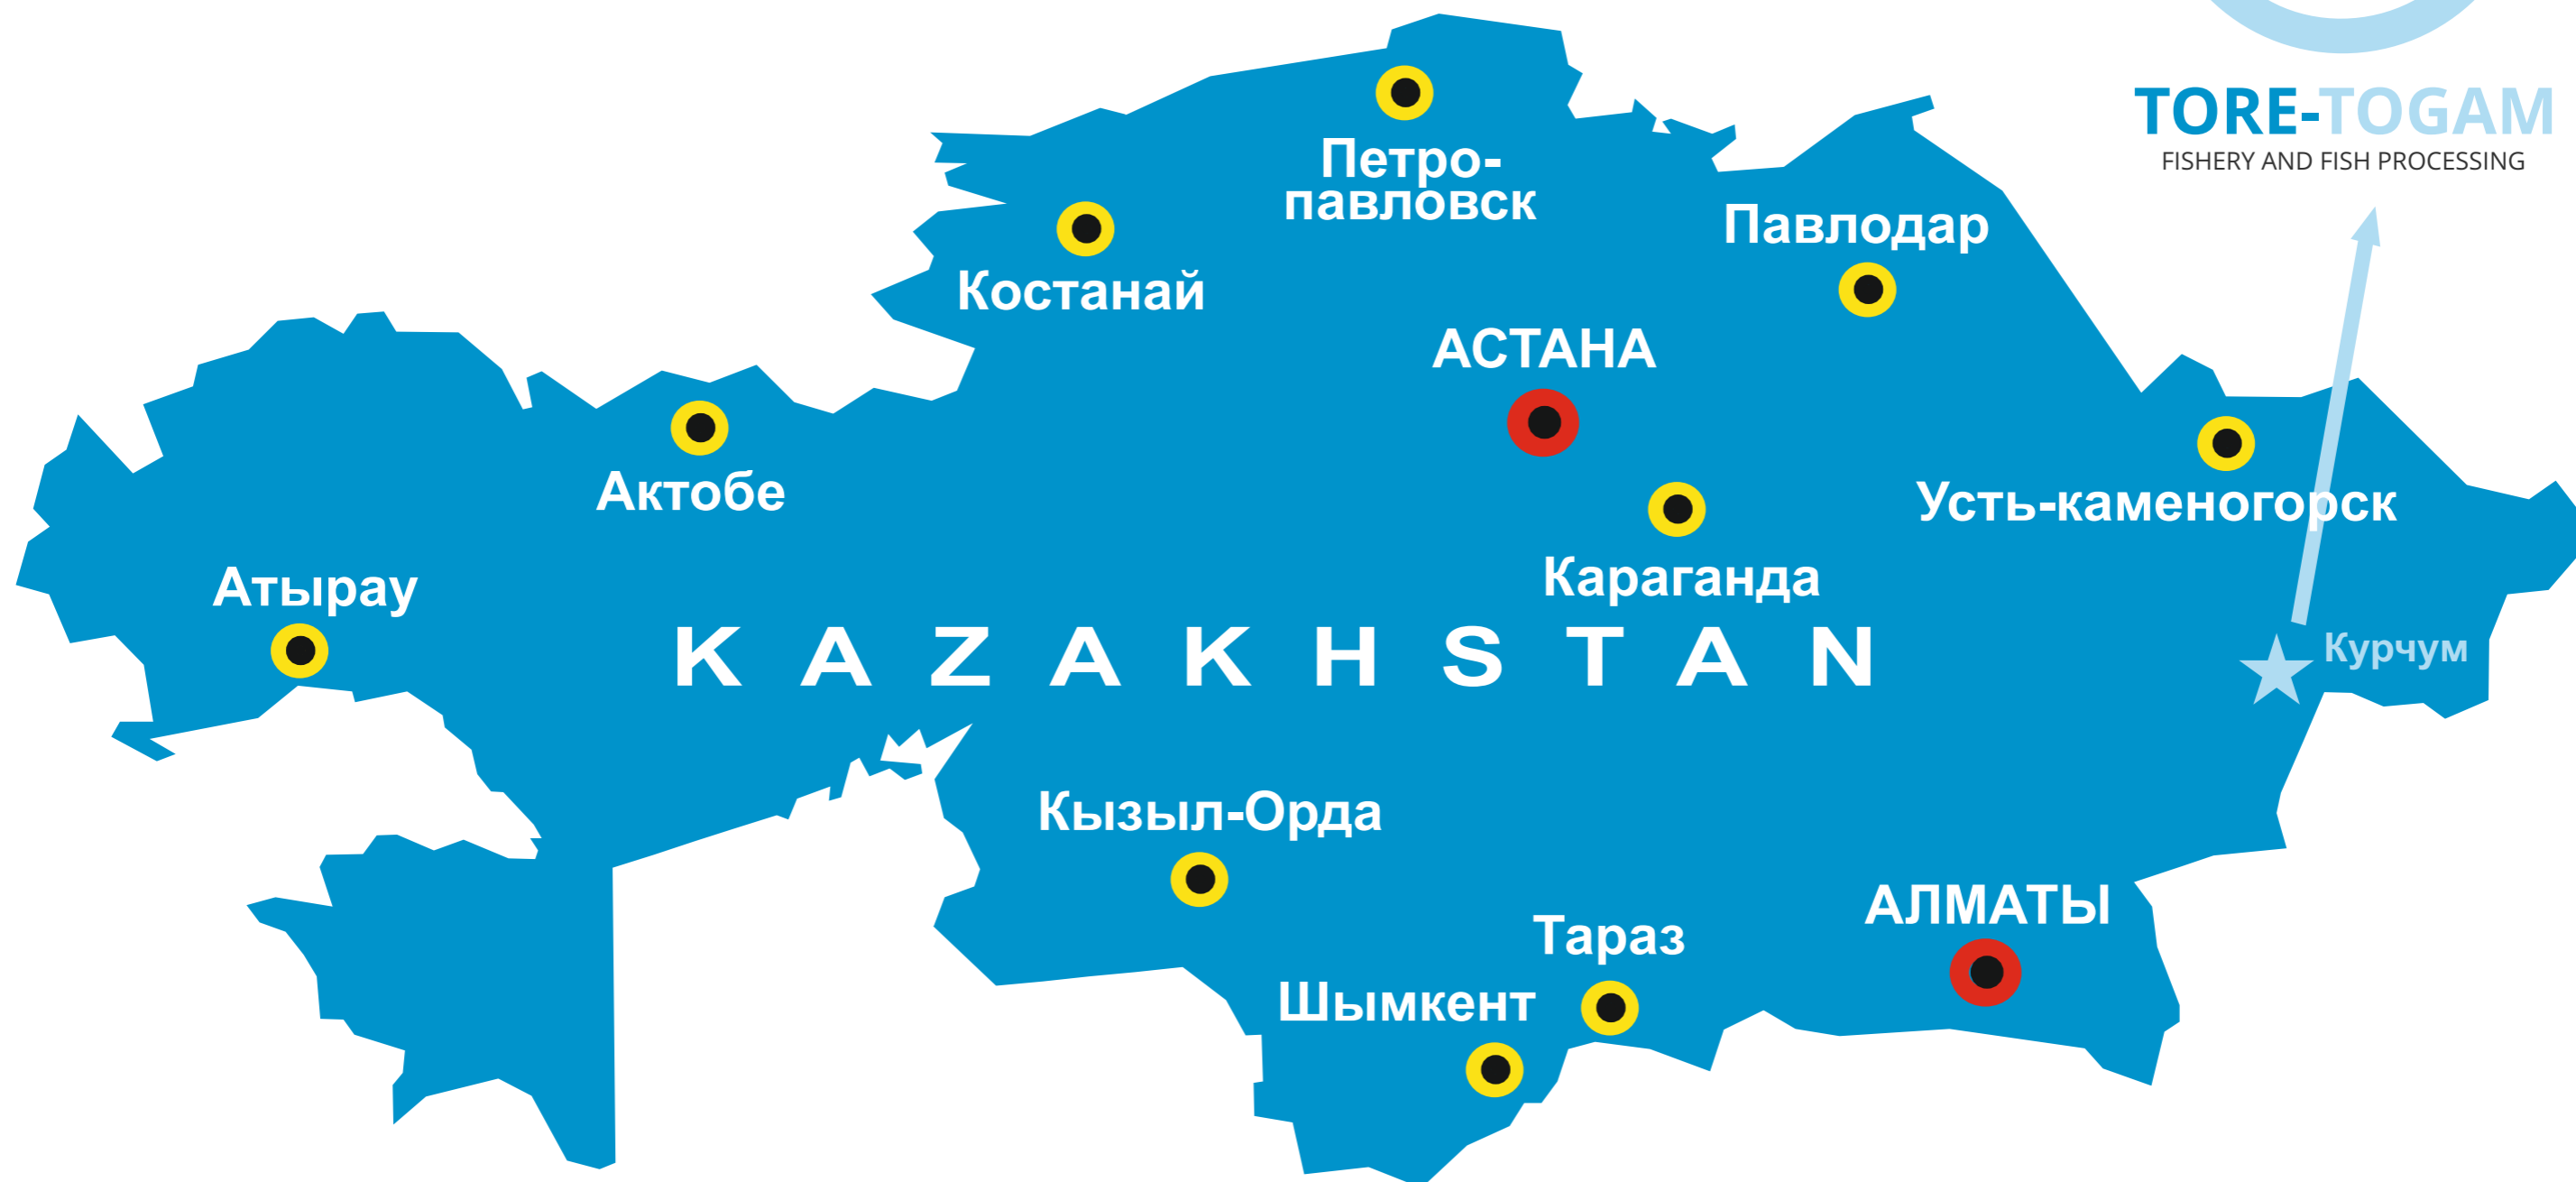 TORE-TOGAM
FISHERY AND FISH PROCESSING
Петро-
павловск
Павлодар
Костанай
АСТАНА
Актобе
Усть-каменогорск
Караганда
Атырау
KAZAKHSTAN
Курчум
Кызыл-Орда
АЛМАТЫ
Тараз
Шымкент